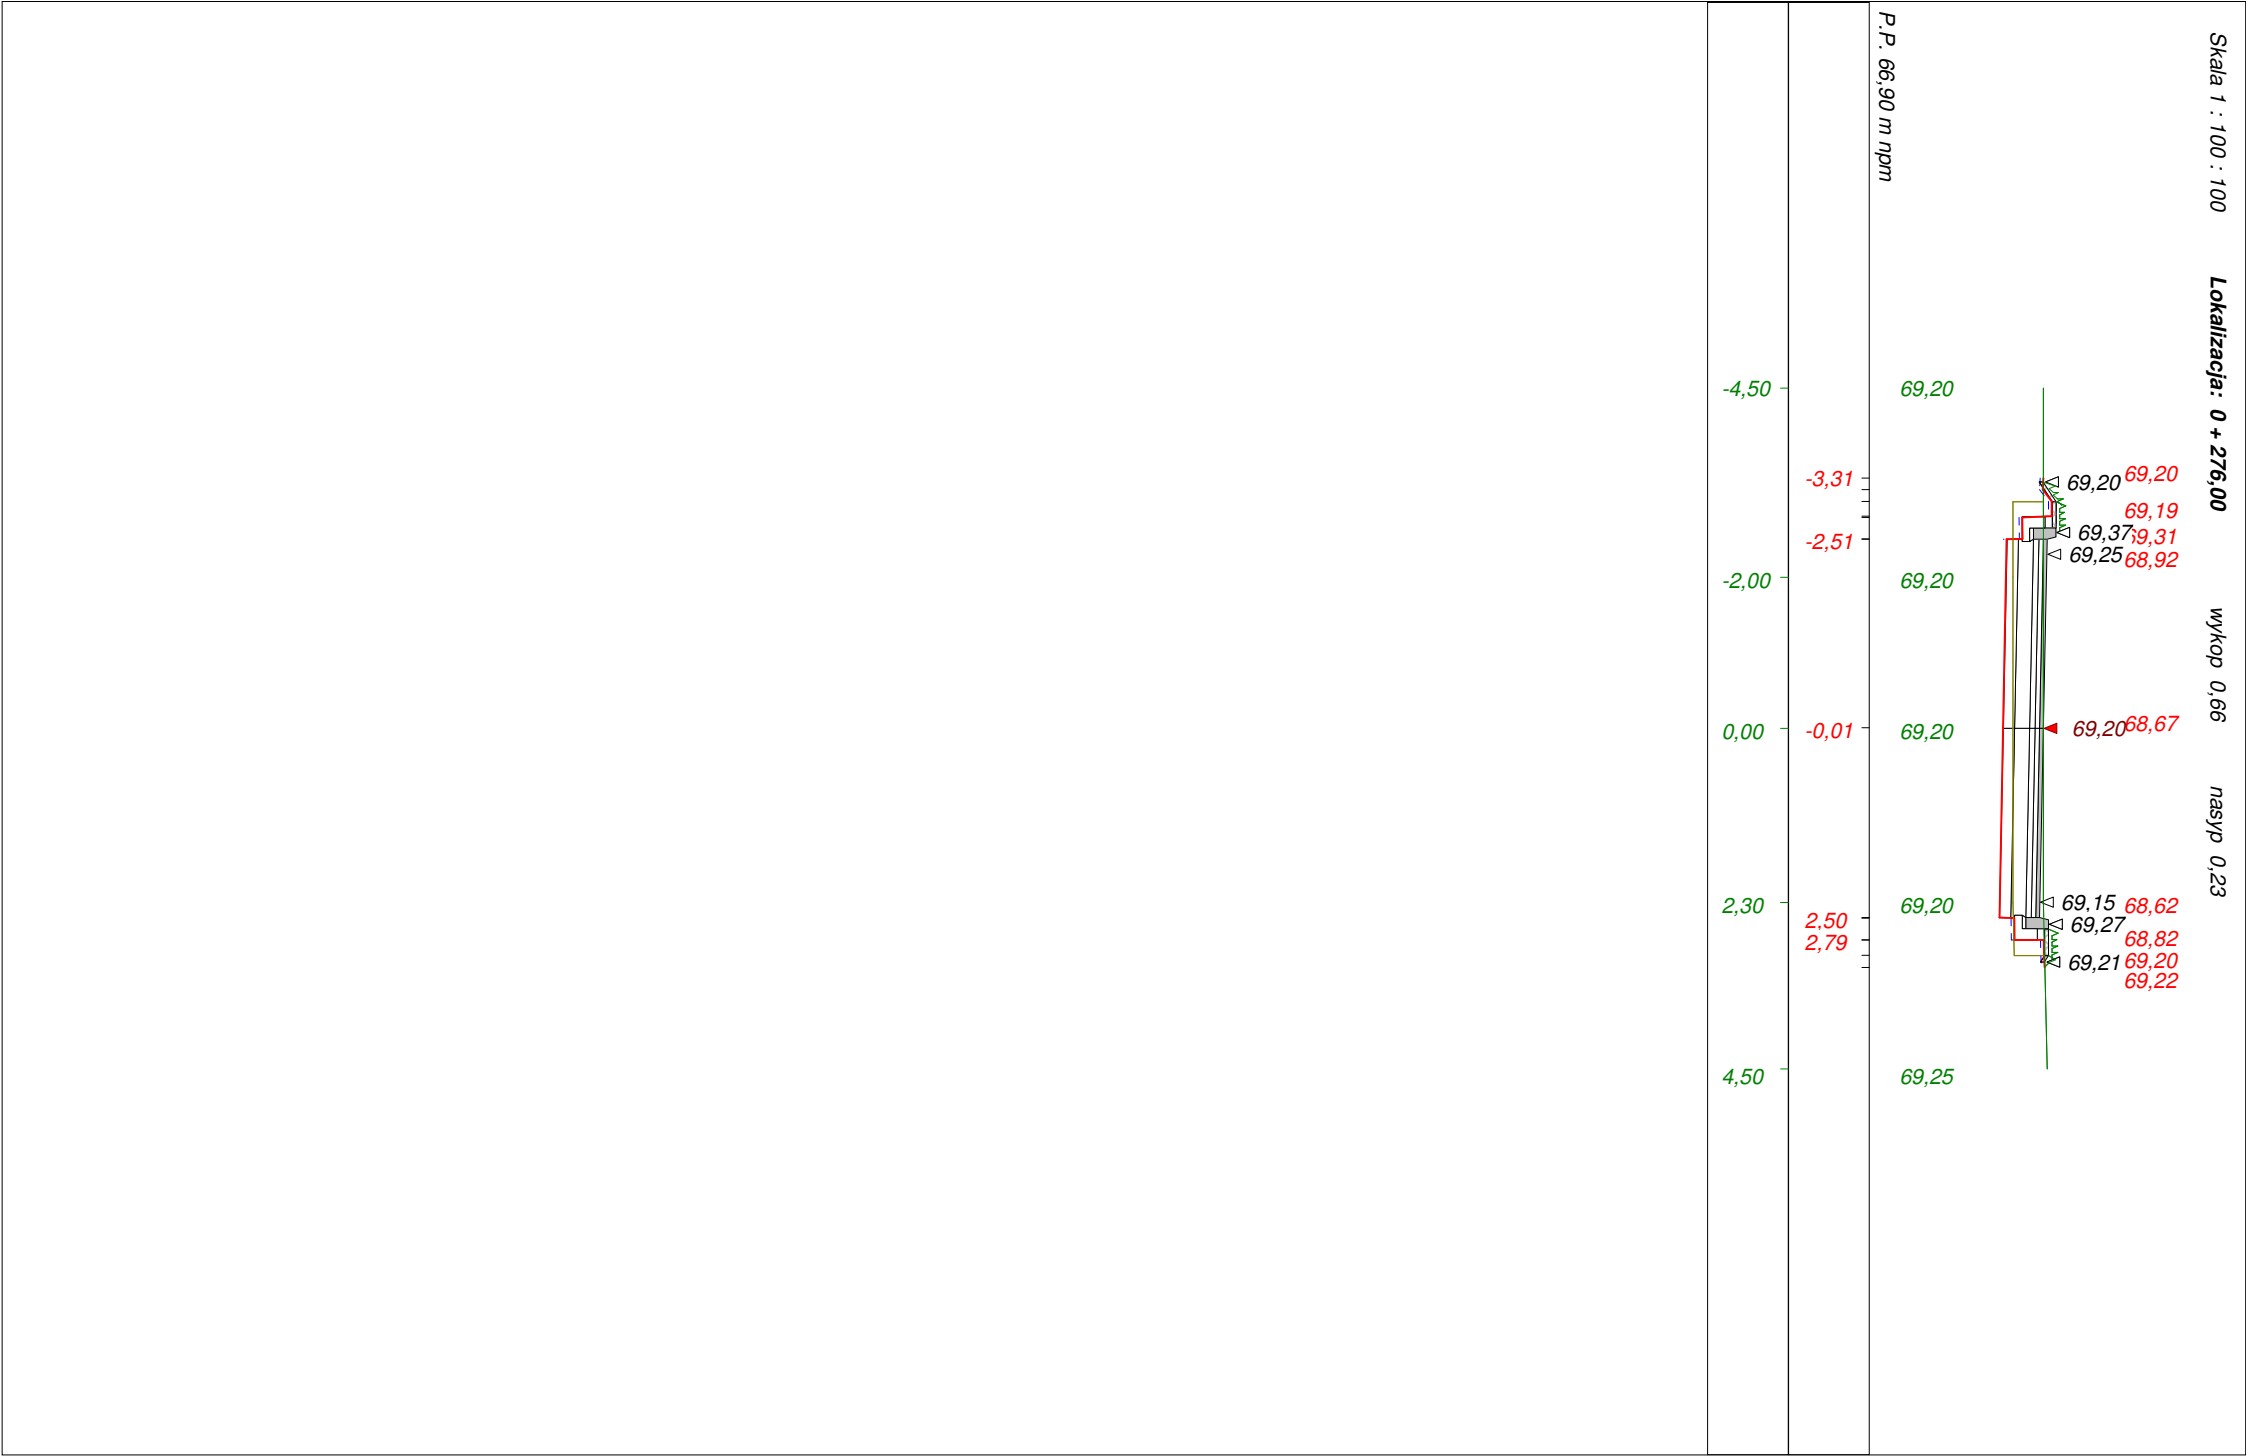 Skala 1 : 100 : 100 Lokalizacja: 0 + 276,00 wykop 0,66 nasyp 0,23
69,20 69,19 69,31 68,92 68,67 68,62 68,82 69,20 69,22
69,20 69,37 69,25 69,20 69,15 69,27 69,21
69,20 69,20 69,20 69,20 69,25
P.P. 66,90 m npm
-3,31 -2,51 -0,01 2,50 2,79
-4,50 -2,00 0,00 2,30 4,50